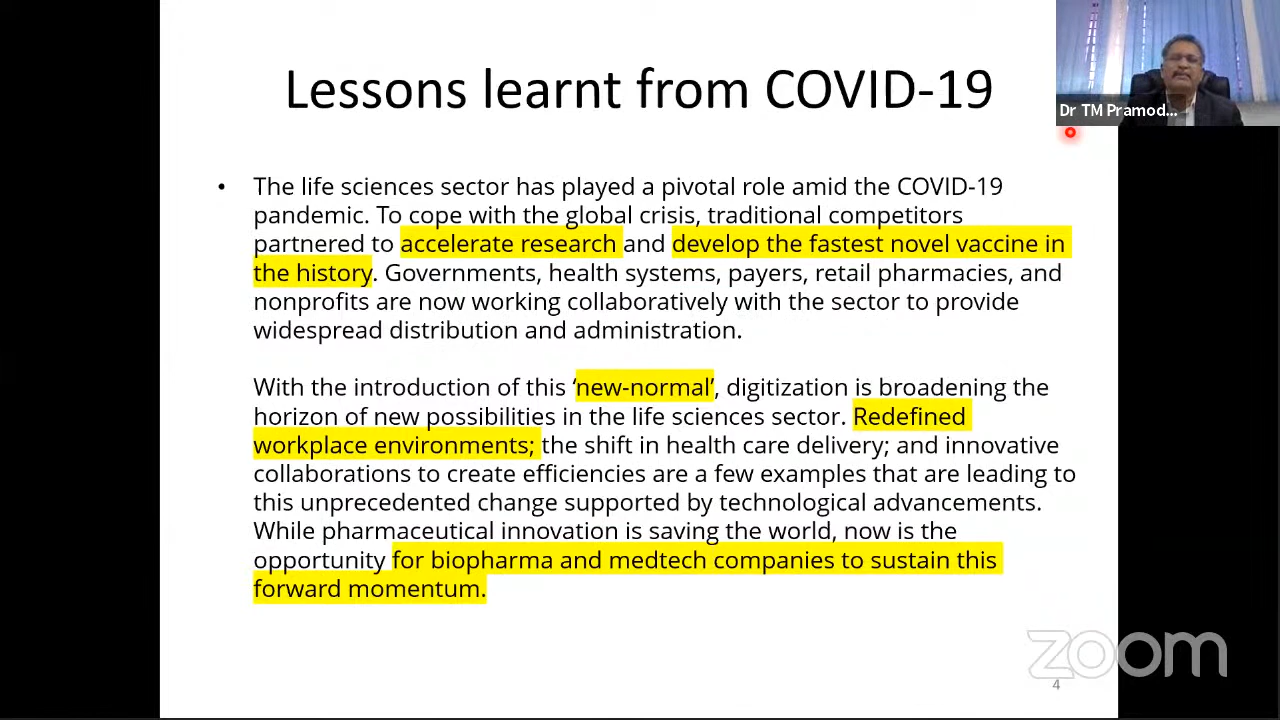 Lessons learnt from COVID-19
Dr TM Pramod...
• The life sciences sector has played a pivotal role amid the COVID-19
pandemic. To cope with the global crisis, traditional competitors
partnered to accelerate research and develop the fastest novel vaccine in
the history. Governments, health systems, payers, retail pharmacies, and
nonprofits are now working collaboratively with the sector to provide
widespread distribution and administration.
With the introduction of this ‘new-normal’, digitization is broadening the
horizon of new possibilities in the life sciences sector. Redefined
workplace environments; the shift in health care delivery; and innovative
collaborations to create efficiencies are a few examples that are leading to
this unprecedented change supported by technological advancements.
While pharmaceutical innovation is saving the world, now is the
opportunity for biopharma and medtech companies to sustain this
forward momentum.
zoom
4